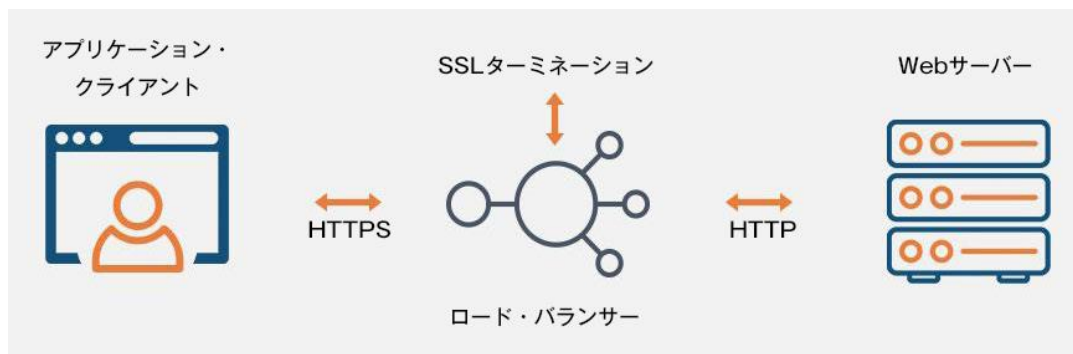 アプリケーション・
クライアント
SSLターミネーション
Webサーバー
HTTPS
HTTP
ロード・バランサー